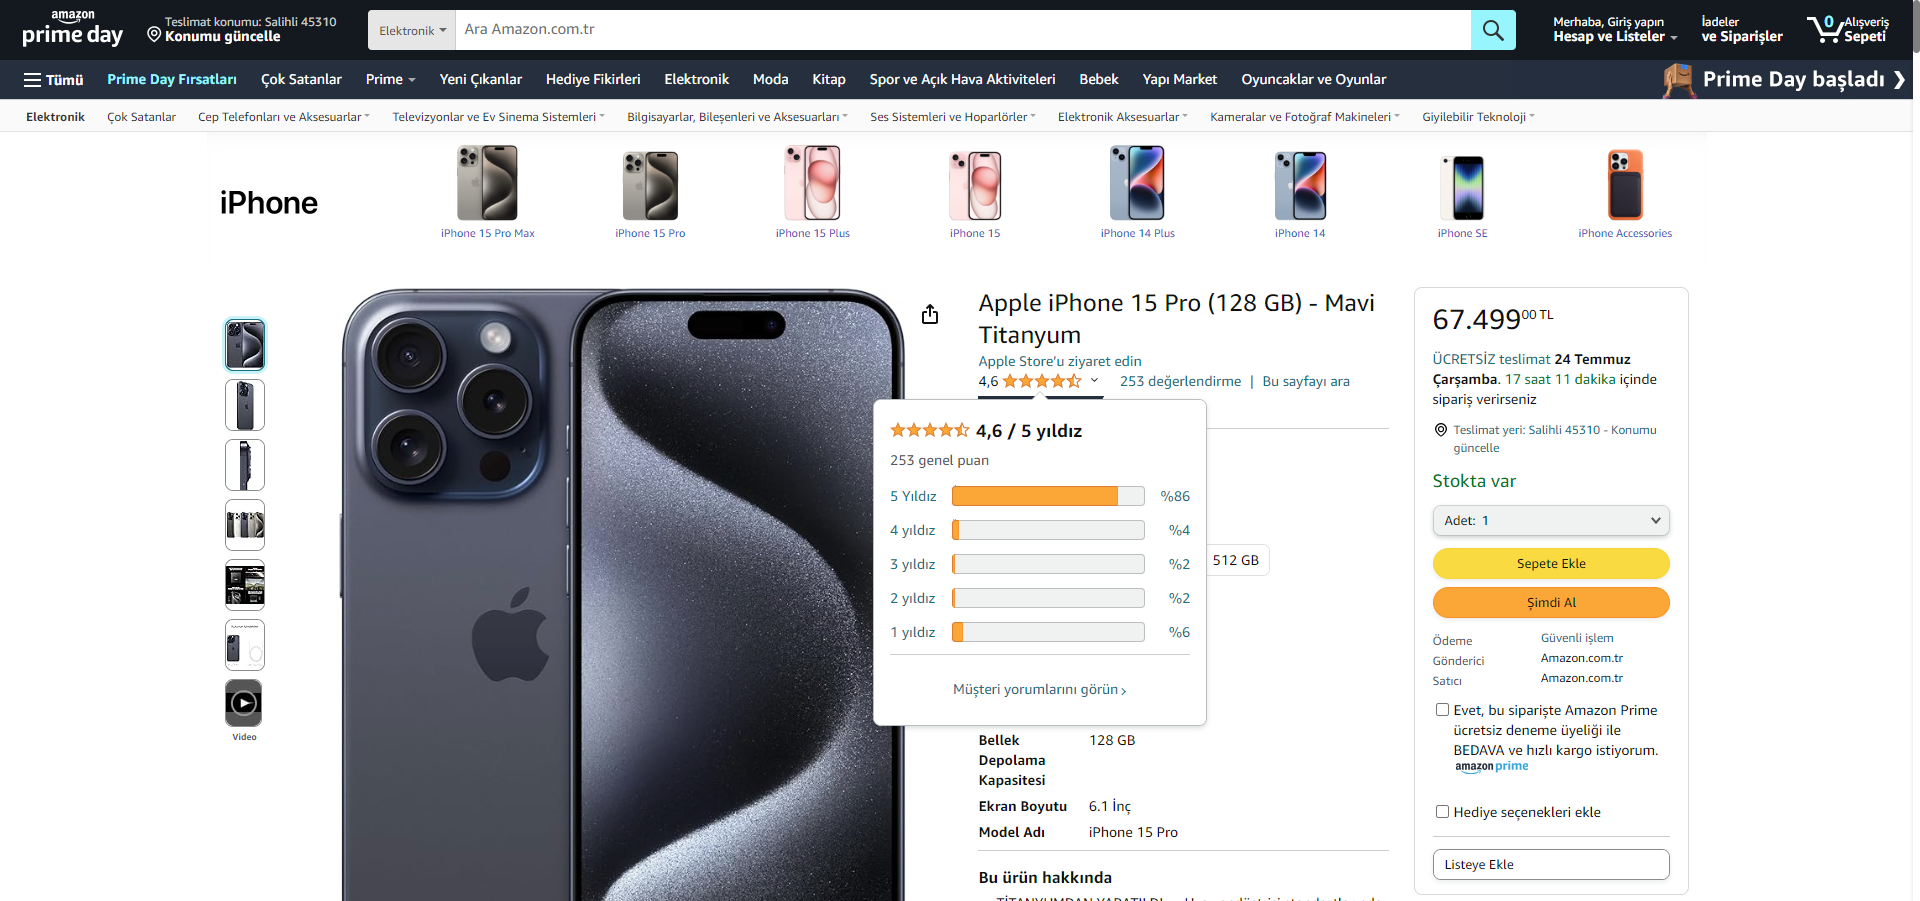 amazon
prime day
Teslimat konumu: Salihli 45310
Konumu güncelle
Elektronik
Ara Amazon.com.tr
Merhaba, Giriş yapın
Hesap ve Listeler
İadeler
ve Siparişler
0
Alışveriş
Sepeti
Tümü
Prime Day Fırsatları
Çok Satanlar
Prime
Yeni Çıkanlar
Hediye Fikirleri
Elektronik
Moda
Kitap
Spor ve Açık Hava Aktiviteleri
Bebek
Yapı Market
Oyuncaklar ve Oyunlar
Prime Day başladı ❯
Elektronik
Çok Satanlar
Cep Telefonları ve Aksesuarlar
Televizyonlar ve Ev Sinema Sistemleri
Bilgisayarlar, Bileşenleri ve Aksesuarları
Ses Sistemleri ve Hoparlörler
Elektronik Aksesuarlar
Kameralar ve Fotoğraf Makineleri
Giyilebilir Teknoloji
iPhone
iPhone 15 Pro Max
iPhone 15 Pro
iPhone 15 Plus
iPhone 15
iPhone 14 Plus
iPhone 14
iPhone SE
iPhone Accessories
Video
Apple iPhone 15 Pro (128 GB) - Mavi
Titanyum
Apple Store'u ziyaret edin
4,6
253 değerlendirme | Bu sayfayı ara
4,6 / 5 yıldız
253 genel puan
5 Yıldız %86
4 yıldız %4
3 yıldız %2
2 yıldız %2
1 yıldız %6
Müşteri yorumlarını görün ›
512 GB
Bellek
Depolama
Kapasitesi
128 GB
Ekran Boyutu 6.1 İnç
Model Adı iPhone 15 Pro
Bu ürün hakkında
67.499⁰⁰ TL
ÜCRETSİZ teslimat 24 Temmuz
Çarşamba. 17 saat 11 dakika içinde
sipariş verirseniz
Teslimat yeri: Salihli 45310 - Konumu
güncelle
Stokta var
Adet: 1
Sepete Ekle
Şimdi Al
Ödeme Güvenli işlem
Gönderici Amazon.com.tr
Satıcı Amazon.com.tr
Evet, bu siparişte Amazon Prime
ücretsiz deneme üyeliği ile
BEDAVA ve hızlı kargo istiyorum.
amazon prime
Hediye seçenekleri ekle
Listeye Ekle